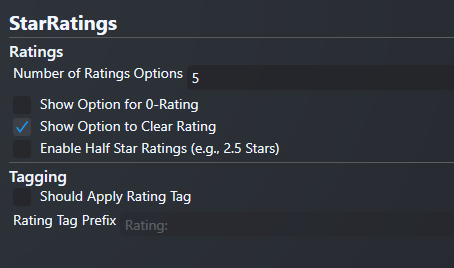 StarRatings
Ratings
Number of Ratings Options 5
Show Option for 0-Rating
Show Option to Clear Rating
Enable Half Star Ratings (e.g., 2.5 Stars)
Tagging
Should Apply Rating Tag
Rating Tag Prefix Rating: